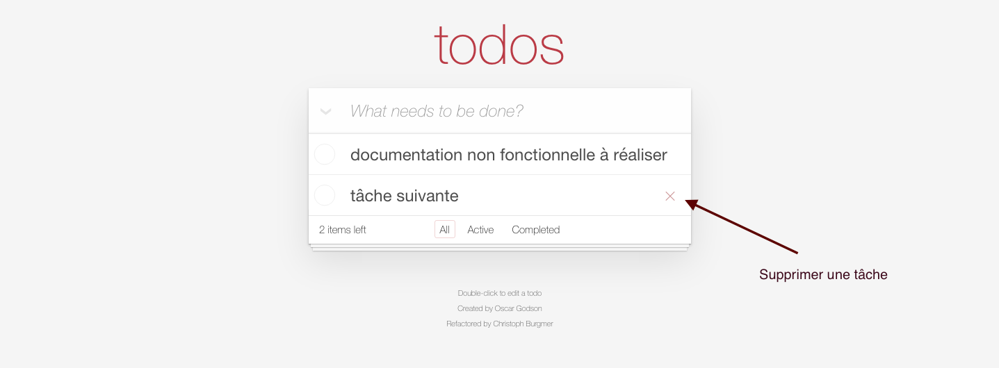 todos
What needs to be done?
documentation non fonctionnelle à réaliser
tâche suivante
2 items left
All
Active
Completed
Supprimer une tâche
Double-click to edit a todo
Created by Oscar Godson
Refactored by Christoph Burgmer